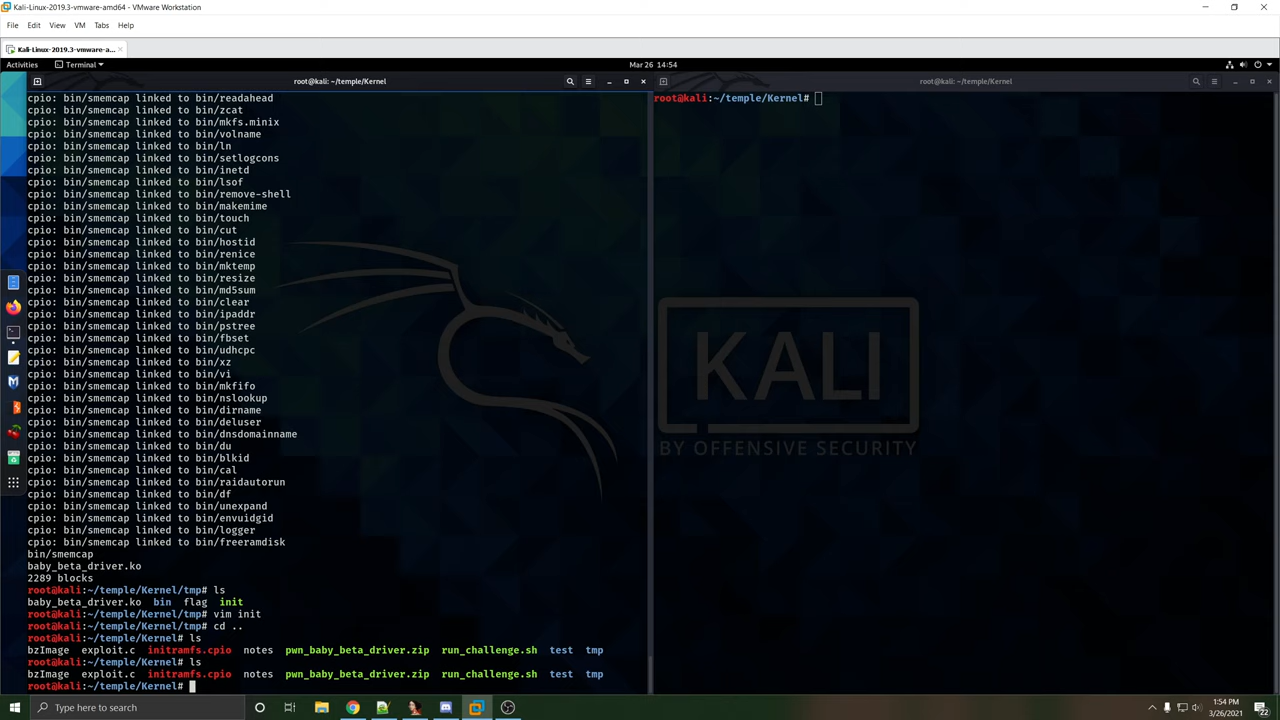 Kali-Linux-2019.3-vmware-amd64 - VMware Workstation
File Edit View VM Tabs Help
Kali-Linux-2019.3-vmware-a...
Activities Terminal Mar 26 14:54
root@kali: ~/temple/Kernel
root@kali: ~/temple/Kernel
cpio: bin/smemcap linked to bin/readahead
cpio: bin/smemcap linked to bin/zcat
cpio: bin/smemcap linked to bin/mkfs.minix
cpio: bin/smemcap linked to bin/volname
cpio: bin/smemcap linked to bin/ln
cpio: bin/smemcap linked to bin/setlogcons
cpio: bin/smemcap linked to bin/inetd
cpio: bin/smemcap linked to bin/lsof
cpio: bin/smemcap linked to bin/remove-shell
cpio: bin/smemcap linked to bin/makemime
cpio: bin/smemcap linked to bin/touch
cpio: bin/smemcap linked to bin/cut
cpio: bin/smemcap linked to bin/hostid
cpio: bin/smemcap linked to bin/renice
cpio: bin/smemcap linked to bin/mktemp
cpio: bin/smemcap linked to bin/resize
cpio: bin/smemcap linked to bin/md5sum
cpio: bin/smemcap linked to bin/clear
cpio: bin/smemcap linked to bin/ipaddr
cpio: bin/smemcap linked to bin/pstree
cpio: bin/smemcap linked to bin/fbset
cpio: bin/smemcap linked to bin/udhcpc
cpio: bin/smemcap linked to bin/xz
cpio: bin/smemcap linked to bin/vi
cpio: bin/smemcap linked to bin/mkfifo
cpio: bin/smemcap linked to bin/nslookup
cpio: bin/smemcap linked to bin/dirname
cpio: bin/smemcap linked to bin/deluser
cpio: bin/smemcap linked to bin/dnsdomainname
cpio: bin/smemcap linked to bin/du
cpio: bin/smemcap linked to bin/blkid
cpio: bin/smemcap linked to bin/cal
cpio: bin/smemcap linked to bin/raidautorun
cpio: bin/smemcap linked to bin/df
cpio: bin/smemcap linked to bin/unexpand
cpio: bin/smemcap linked to bin/envuidgid
cpio: bin/smemcap linked to bin/logger
cpio: bin/smemcap linked to bin/freeramdisk
bin/smemcap
baby_beta_driver.ko
2289 blocks
root@kali:~/temple/Kernel/tmp# ls
baby_beta_driver.ko bin flag init
root@kali:~/temple/Kernel/tmp# vim init
root@kali:~/temple/Kernel/tmp# cd ..
root@kali:~/temple/Kernel# ls
bzImage exploit.c initramfs.cpio notes pwn_baby_beta_driver.zip run_challenge.sh test tmp
root@kali:~/temple/Kernel# ls
bzImage exploit.c initramfs.cpio notes pwn_baby_beta_driver.zip run_challenge.sh test tmp
root@kali:~/temple/Kernel#
root@kali:~/temple/Kernel#
KALI
BY OFFENSIVE SECURITY
Type here to search
1:54 PM
3/26/2021
22